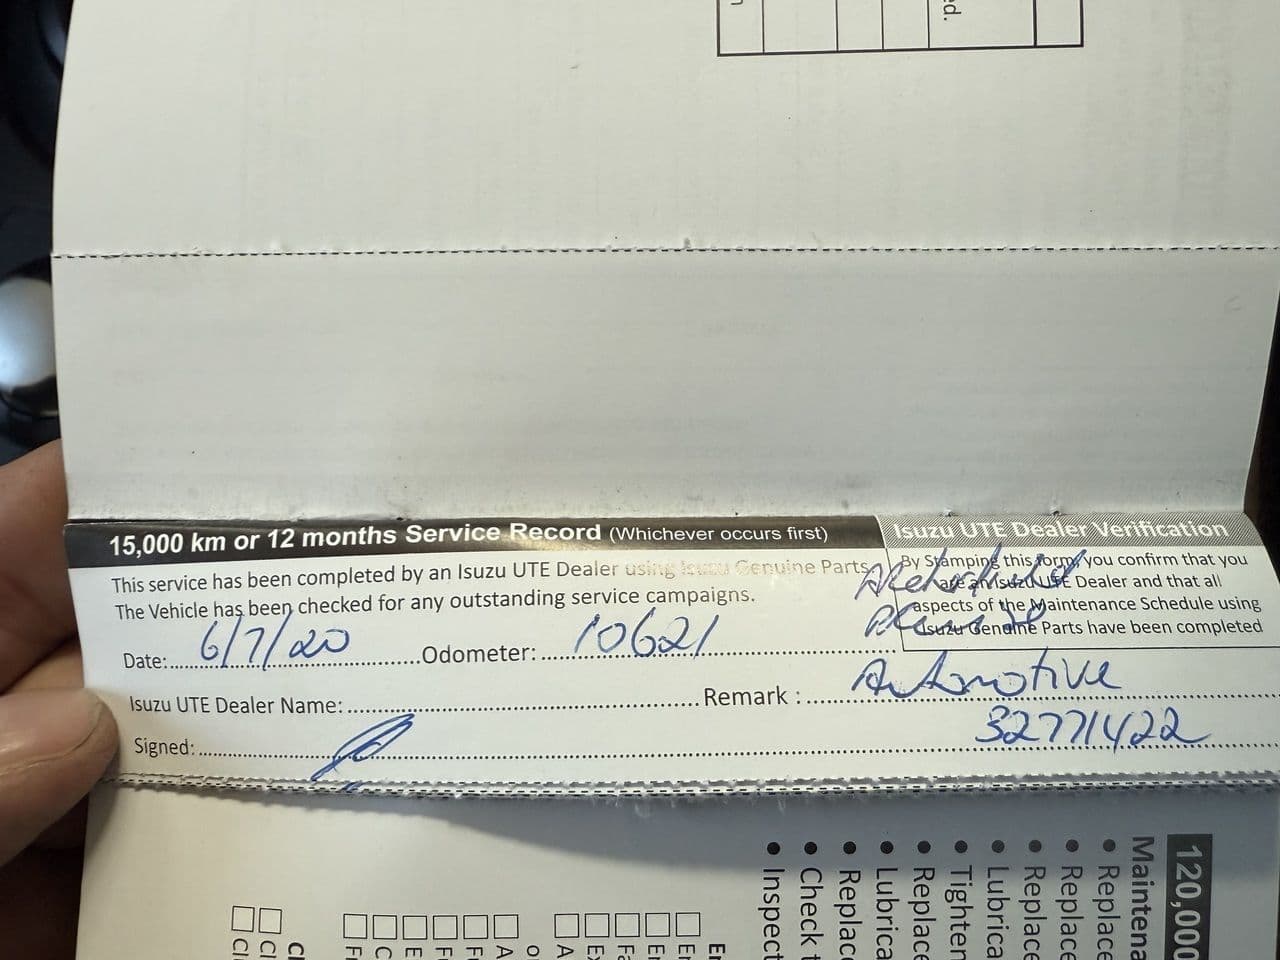 ed.
15,000 km or 12 months Service Record (Whichever occurs first)
Isuzu UTE Dealer Verification
This service has been completed by an Isuzu UTE Dealer using Isuzu Genuine Parts
The Vehicle has been checked for any outstanding service campaigns.
By Stamping this form, you confirm that you
are an Isuzu UTE Dealer and that all
aspects of the Maintenance Schedule using
Isuzu Genuine Parts have been completed
Date: 6/7/20 Odometer: 10621
Isuzu UTE Dealer Name: Remark : Automotive
Signed: 32771422
120,000
Maintena
• Replace
• Replace
• Replace
• Lubrica
• Tighten
• Replace
• Lubrica
• Replace
• Check t
• Inspect